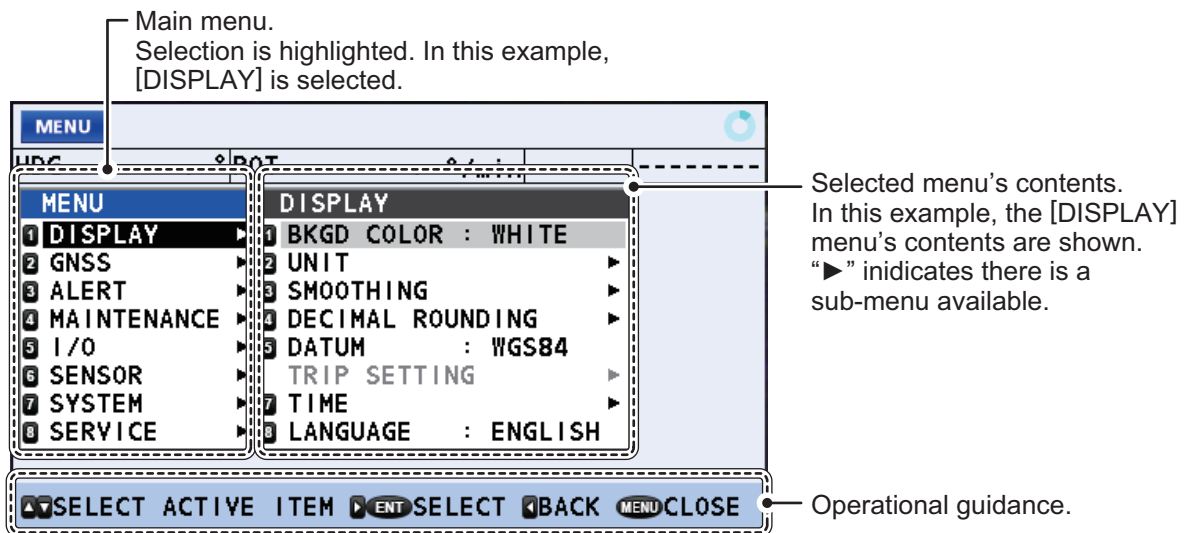 Main menu.
Selection is highlighted. In this example,
[DISPLAY] is selected.
MENU
°
MENU
1 DISPLAY ▶
2 GNSS ▶
3 ALERT ▶
4 MAINTENANCE ▶
5 I/O ▶
6 SENSOR ▶
7 SYSTEM ▶
8 SERVICE ▶
DISPLAY
1 BKGD COLOR : WHITE
2 UNIT ▶
3 SMOOTHING ▶
4 DECIMAL ROUNDING ▶
5 DATUM : WGS84
TRIP SETTING ▶
7 TIME ▶
8 LANGUAGE : ENGLISH
Selected menu's contents.
In this example, the [DISPLAY]
menu's contents are shown.
“▶” inidicates there is a
sub-menu available.
▲▼SELECT ACTIVE ITEM ▶ENT SELECT ◀BACK MENU CLOSE
Operational guidance.